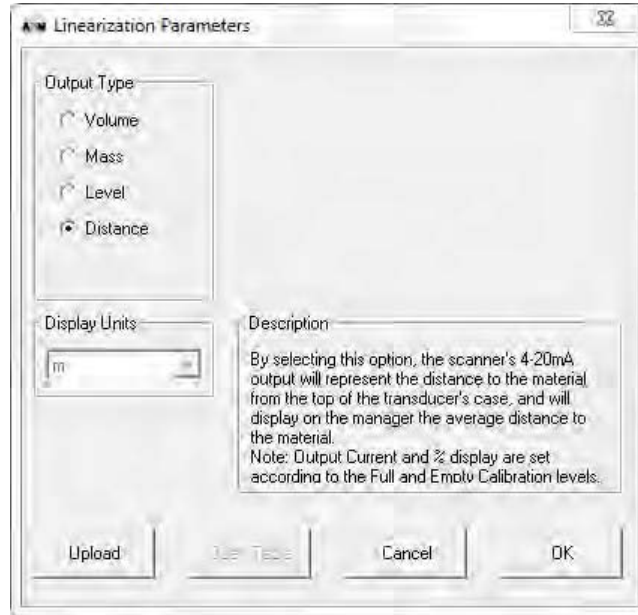 Linearization Parameters
Output Type
Volume
Mass
Level
Distance
Display Units
m
Description
By selecting this option, the scanner's 4-20mA
output will represent the distance to the material
from the top of the transducer's case, and will
display on the manager the average distance to
the material.
Note: Output Current and % display are set
according to the Full and Empty Calibration levels.
Upload
Cancel
OK